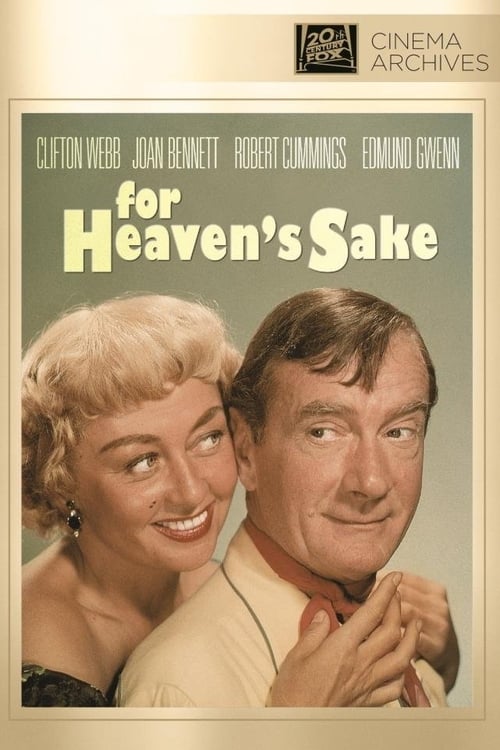 20th
CENTURY
FOX
CINEMA
ARCHIVES
CLIFTON WEBB JOAN BENNETT ROBERT CUMMINGS EDMUND GWENN
for
Heaven's Sake